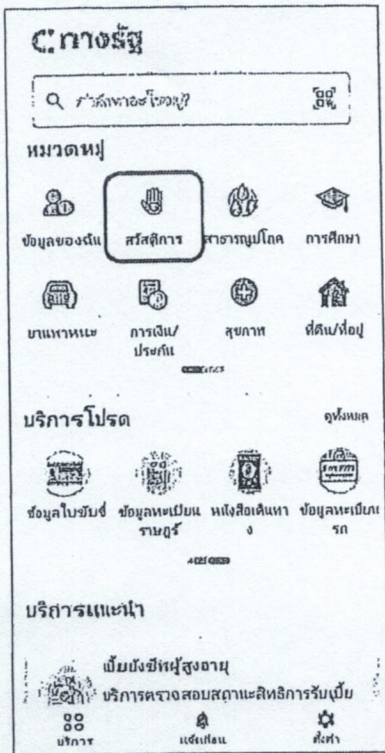 ทางรัฐ
หมวดหมู่
ข้อมูลของฉัน สวัสดิการ สาธารณูปโภค การศึกษา
ยานพาหนะ การเงิน/ สุขภาพ ที่ดิน/ที่อยู่
ประกัน
บริการโปรด ดูทั้งหมด
ข้อมูลใบขับขี่ ข้อมูลทะเบียน หนังสือเดินทา ข้อมูลทะเบียน
ราษฎร์ ง รถ
บริการแนะนำ
เบี้ยยังชีพผู้สูงอายุ
บริการตรวจสอบสถานะสิทธิการรับเบี้ย
บริการ แจ้งเตือน ตั้งค่า